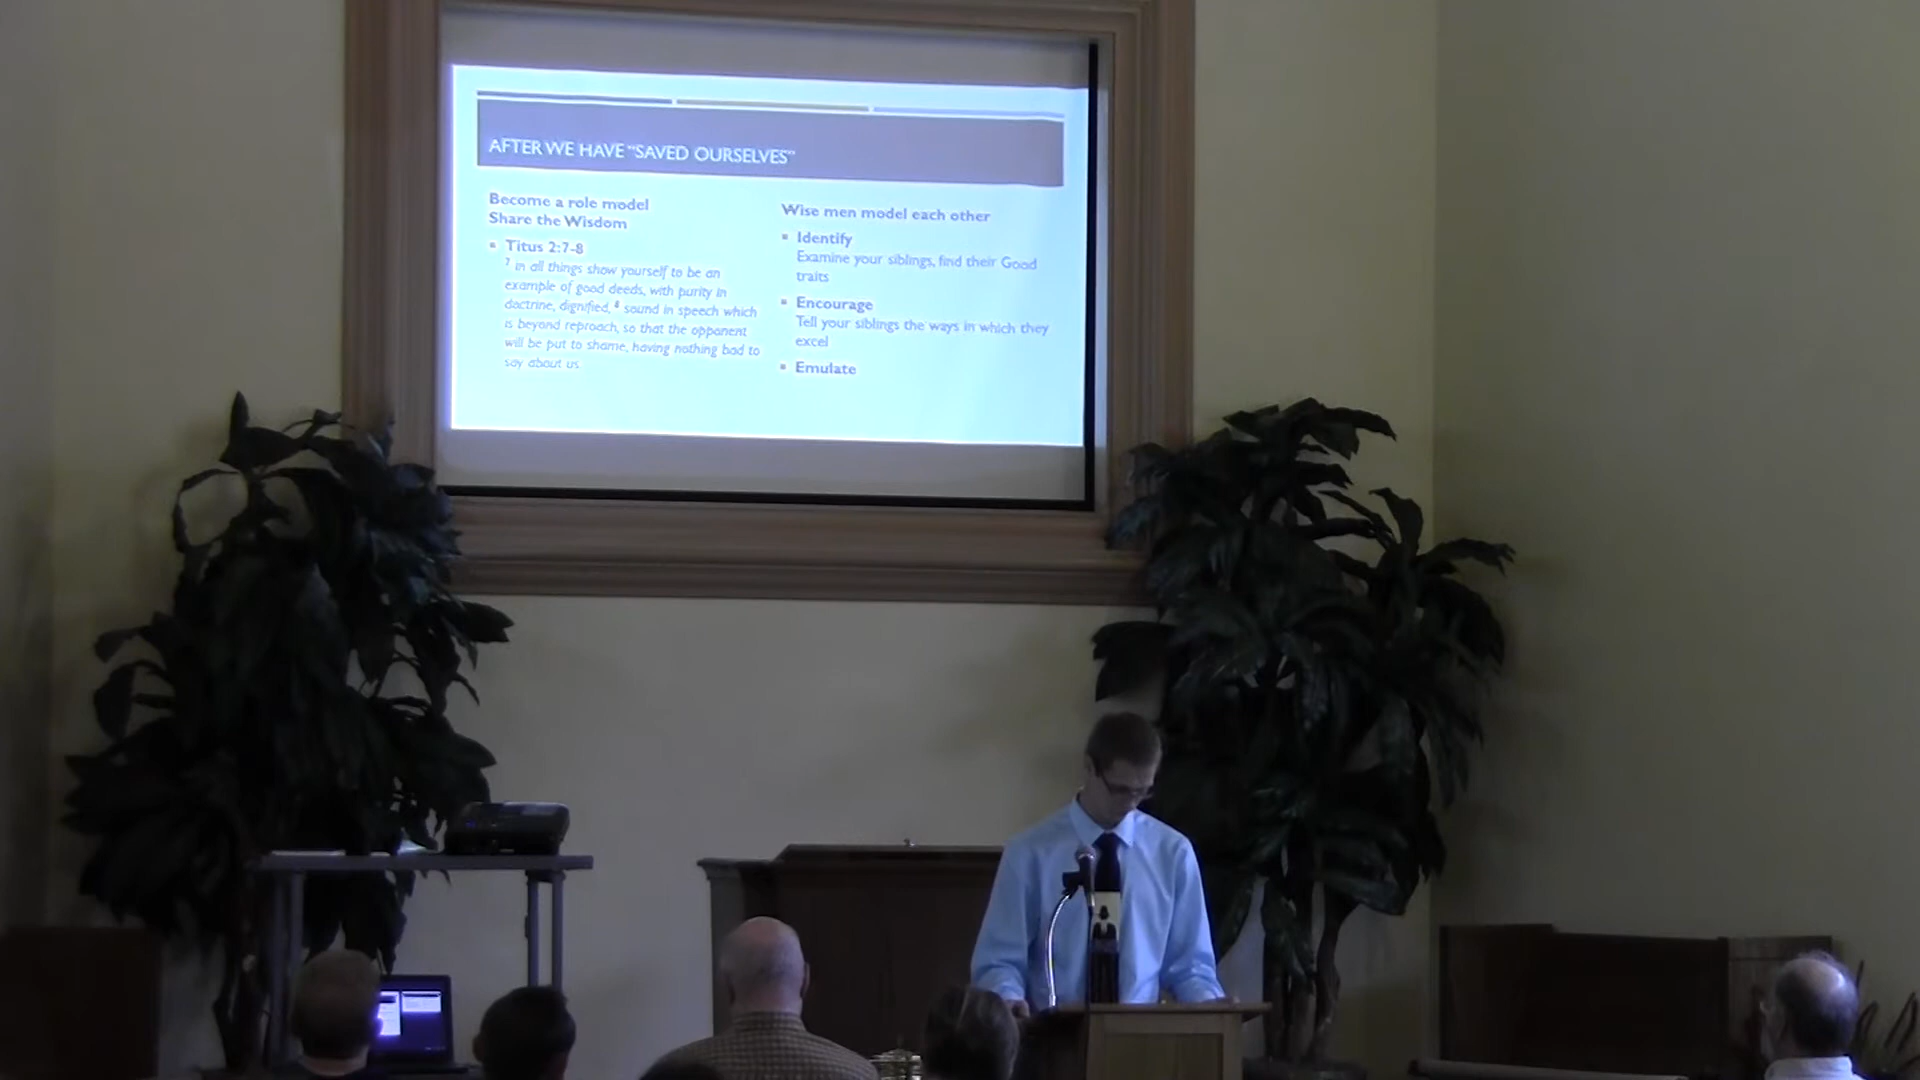 AFTER WE HAVE "SAVED OURSELVES"
Become a role model
Share the Wisdom
▪ Titus 2:7-8
7 in all things show yourself to be an
example of good deeds, with purity in
doctrine, dignified, 8 sound in speech which
is beyond reproach, so that the opponent
will be put to shame, having nothing bad to
say about us
Wise men model each other
▪ Identify
Examine your siblings, find their Good
traits
▪ Encourage
Tell your siblings the ways in which they
excel
▪ Emulate